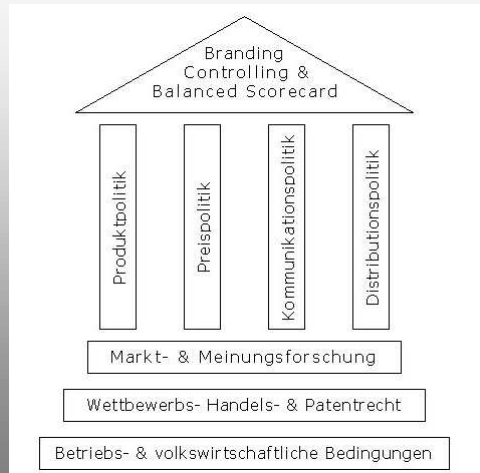 Branding
Controlling &
Balanced Scorecard
Produktpolitik
Preispolitik
Kommunikationspolitik
Distributionspolitik
Markt- & Meinungsforschung
Wettbewerbs- Handels- & Patentrecht
Betriebs- & volkswirtschaftliche Bedingungen